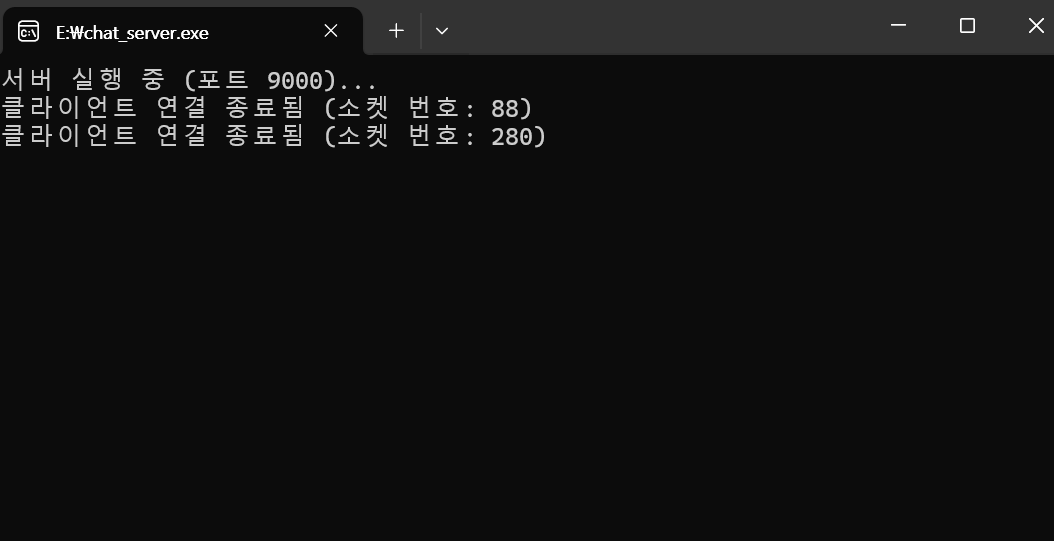 E:₩chat_server.exe
서버 실행 중 (포트 9000)...
클라이언트 연결 종료됨 (소켓 번호: 88)
클라이언트 연결 종료됨 (소켓 번호: 280)